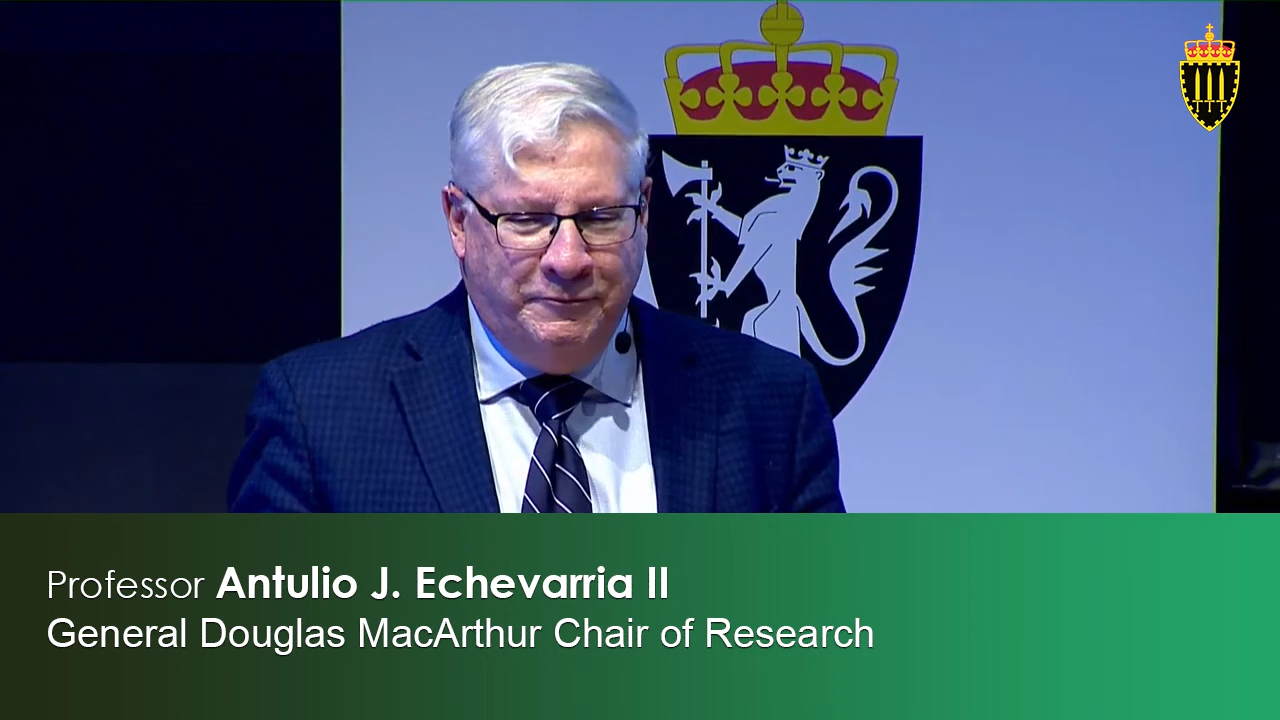 Professor Antulio J. Echevarria II
General Douglas MacArthur Chair of Research